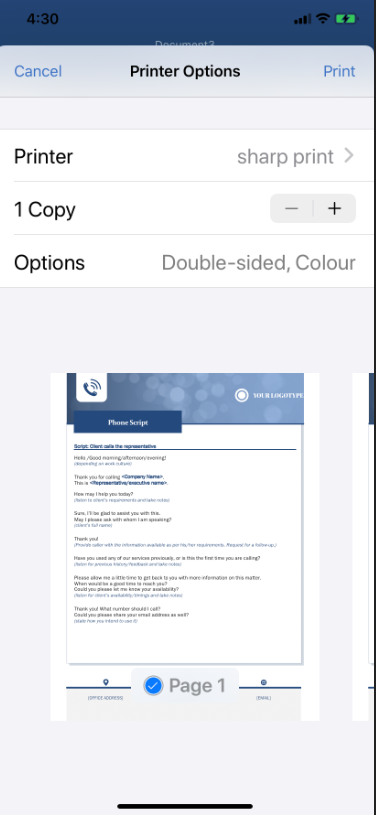 4:30
Document3
Cancel
Printer Options
Print
Printer
sharp print
1 Copy
Options
Double-sided, Colour
YOUR LOGOTYPE
Phone Script
Script: Client calls the representative
Hello /Good morning/afternoon/evening!
(depending on work culture)
Thank you for calling <Company Name>.
This is <Representative/executive name>.
How may I help you today?
(listen to client's requirements and take notes)
Sure. I'll be glad to assist you with this.
May I please ask with whom I am speaking?
(client's full name)
Thank you!
(Provide caller with the information available as per his/her requirements. Request for a follow-up.)
Have you used any of our services previously, or is this the first time you are calling?
(listen for previous history/feedback and take notes)
Please allow me a little time to get back to you with more information on this matter.
When would be a good time to reach you?
Could you please let me know your availability?
(listen for client's availability timings and take notes)
Thank you! What number should I call?
Could you please share your email address as well?
(state how you intend to use it)
Page 1
[OFFICE ADDRESS]
[EMAIL]